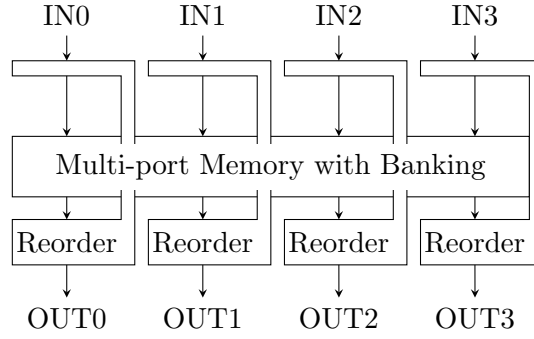 IN0 IN1 IN2 IN3
Multi-port Memory with Banking
Reorder Reorder Reorder Reorder
OUT0 OUT1 OUT2 OUT3